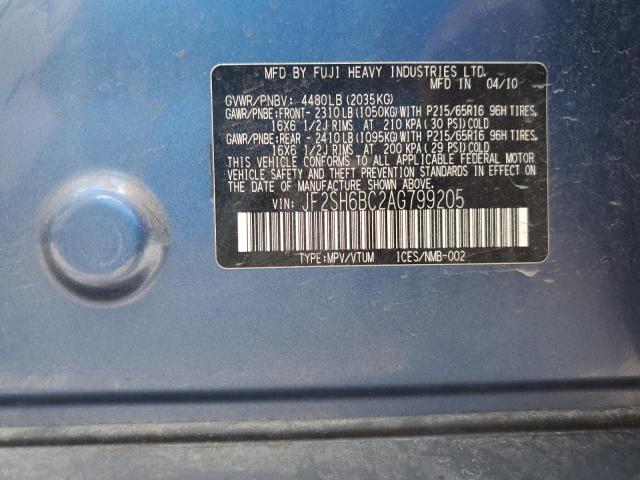 MFD BY FUJI HEAVY INDUSTRIES LTD.
MFD IN 04/10
GVWR/PNBV: 4480LB(2035KG)
GAWR/PNBE:FRONT- 2310LB(1050KG)WITH P215/65R16 96H TIRES,
16X6 1/2J RIMS AT 210 KPA(30 PSI)COLD
GAWR/PNBE:REAR - 2410LB(1095KG)WITH P215/65R16 96H TIRES,
16X6 1/2J RIMS AT 200 KPA(29 PSI)COLD
THIS VEHICLE CONFORMS TO ALL APPLICABLE FEDERAL MOTOR
VEHICLE SAFETY STANDARDS IN EFFECT ON
THE DATE OF MANUFACTURE SHOWN ABOVE.
VIN: JF2SH6BC2AG799205
TYPE:MPV/VTUM ICES/NMB-002